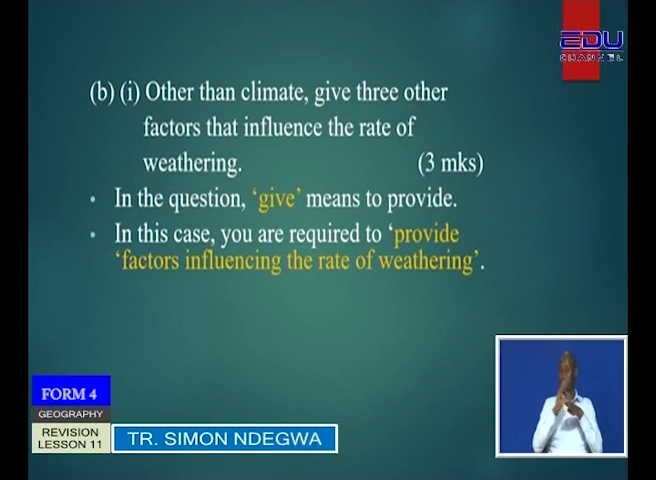 EDU
CHANNEL
(b) (i) Other than climate, give three other
factors that influence the rate of
weathering. (3 mks)
• In the question, ‘give’ means to provide.
• In this case, you are required to ‘provide
‘factors influencing the rate of weathering’.
FORM 4
GEOGRAPHY
REVISION
LESSON 11
TR. SIMON NDEGWA